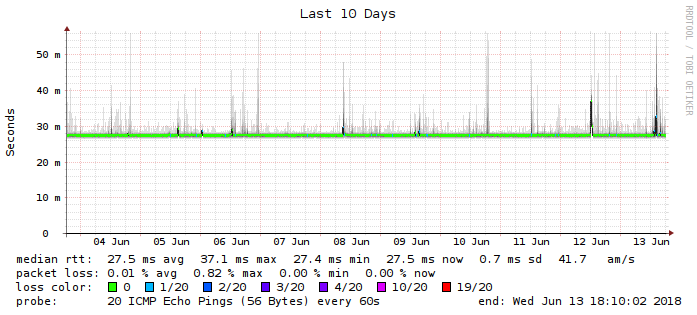 Last 10 Days
RRDTOOL / TOBI OETIKER
Seconds
50 m
40 m
30 m
20 m
10 m
0
04 Jun 05 Jun 06 Jun 07 Jun 08 Jun 09 Jun 10 Jun 11 Jun 12 Jun 13 Jun
median rtt: 27.5 ms avg 37.1 ms max 27.4 ms min 27.5 ms now 0.7 ms sd 41.7 am/s
packet loss: 0.01 % avg 0.82 % max 0.00 % min 0.00 % now
loss color: 0 1/20 2/20 3/20 4/20 10/20 19/20
probe: 20 ICMP Echo Pings (56 Bytes) every 60s end: Wed Jun 13 18:10:02 2018